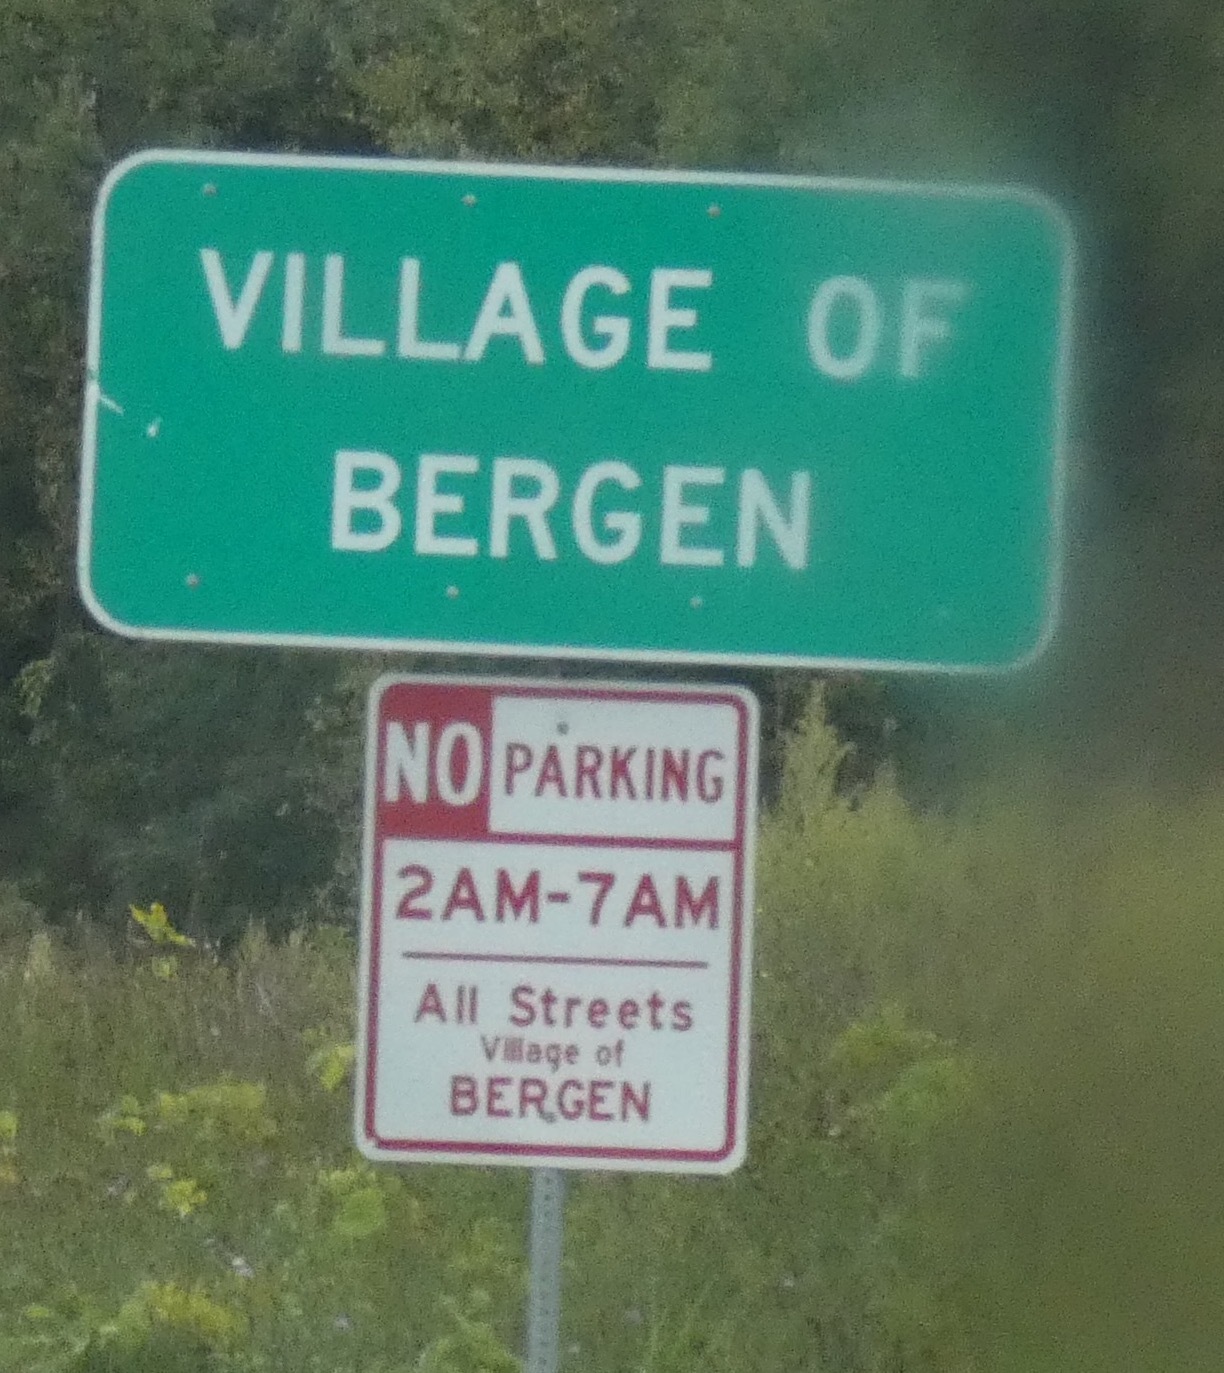 VILLAGE OF
BERGEN
NO PARKING
2AM-7AM
All Streets
Village of
BERGEN